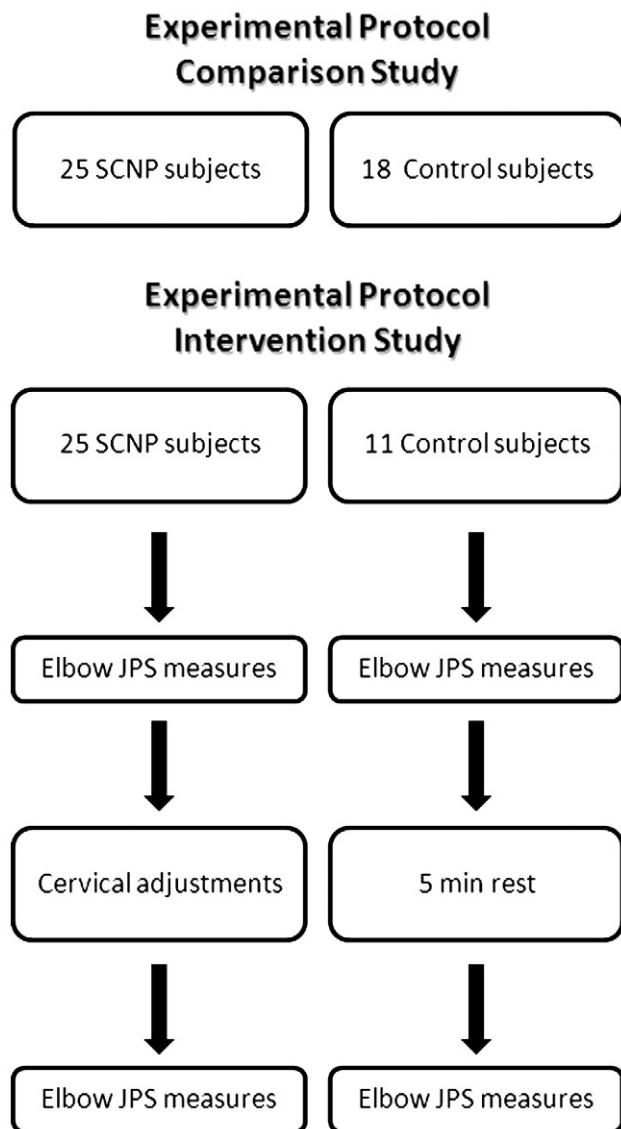 Experimental Protocol
Comparison Study
25 SCNP subjects
18 Control subjects
Experimental Protocol
Intervention Study
25 SCNP subjects
11 Control subjects
Elbow JPS measures
Elbow JPS measures
Cervical adjustments
5 min rest
Elbow JPS measures
Elbow JPS measures